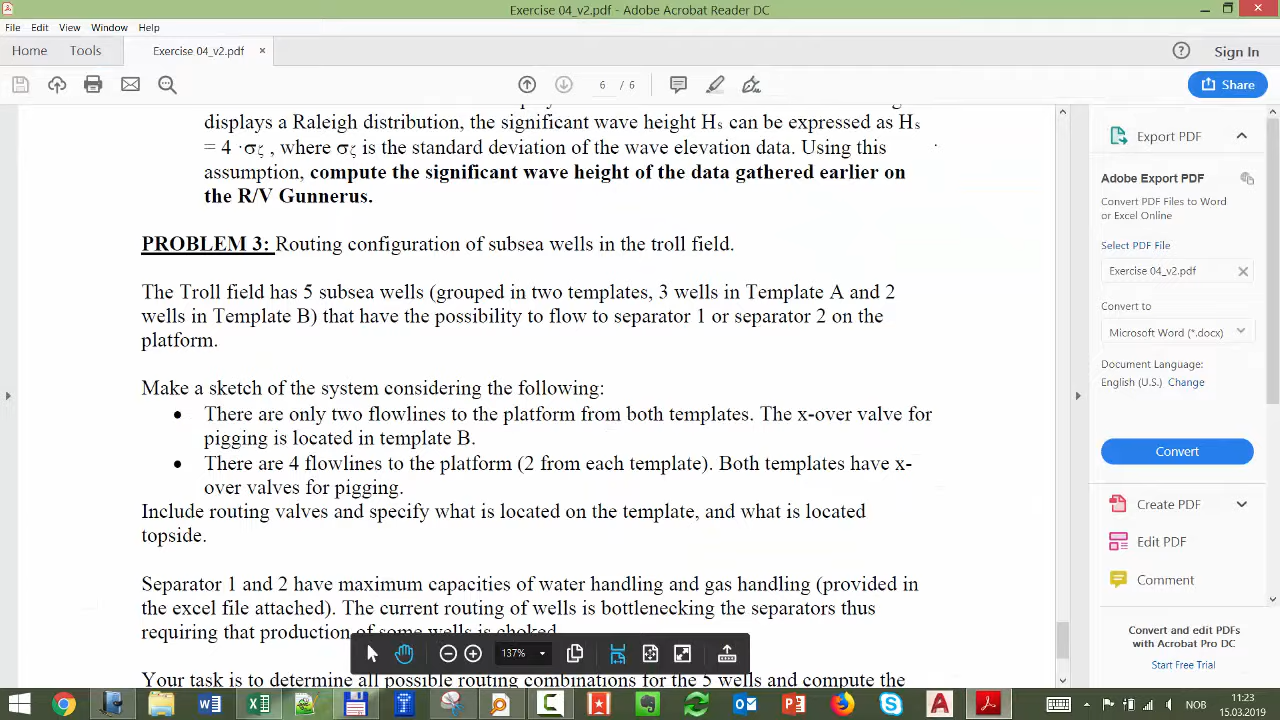 Exercise 04_v2.pdf - Adobe Acrobat Reader DC
File Edit View Window Help
Home Tools Exercise 04_v2.pdf × Sign In
6 / 6 Share
displays a Raleigh distribution, the significant wave height Hs can be expressed as Hs
= 4 ·σζ , where σζ is the standard deviation of the wave elevation data. Using this
assumption, compute the significant wave height of the data gathered earlier on
the R/V Gunnerus.
PROBLEM 3: Routing configuration of subsea wells in the troll field.
The Troll field has 5 subsea wells (grouped in two templates, 3 wells in Template A and 2
wells in Template B) that have the possibility to flow to separator 1 or separator 2 on the
platform.
Make a sketch of the system considering the following:
• There are only two flowlines to the platform from both templates. The x-over valve for
pigging is located in template B.
• There are 4 flowlines to the platform (2 from each template). Both templates have x-
over valves for pigging.
Include routing valves and specify what is located on the template, and what is located
topside.
Separator 1 and 2 have maximum capacities of water handling and gas handling (provided in
the excel file attached). The current routing of wells is bottlenecking the separators thus
requiring that production of some wells is choked.
137%
Your task is to determine all possible routing combinations for the 5 wells and compute the
Export PDF
Adobe Export PDF
Convert PDF Files to Word
or Excel Online
Select PDF File
Exercise 04_v2.pdf ×
Convert to
Microsoft Word (*.docx)
Document Language:
English (U.S.) Change
Convert
Create PDF
Edit PDF
Comment
Convert and edit PDFs
with Acrobat Pro DC
Start Free Trial
NOB
11:23
15.03.2019